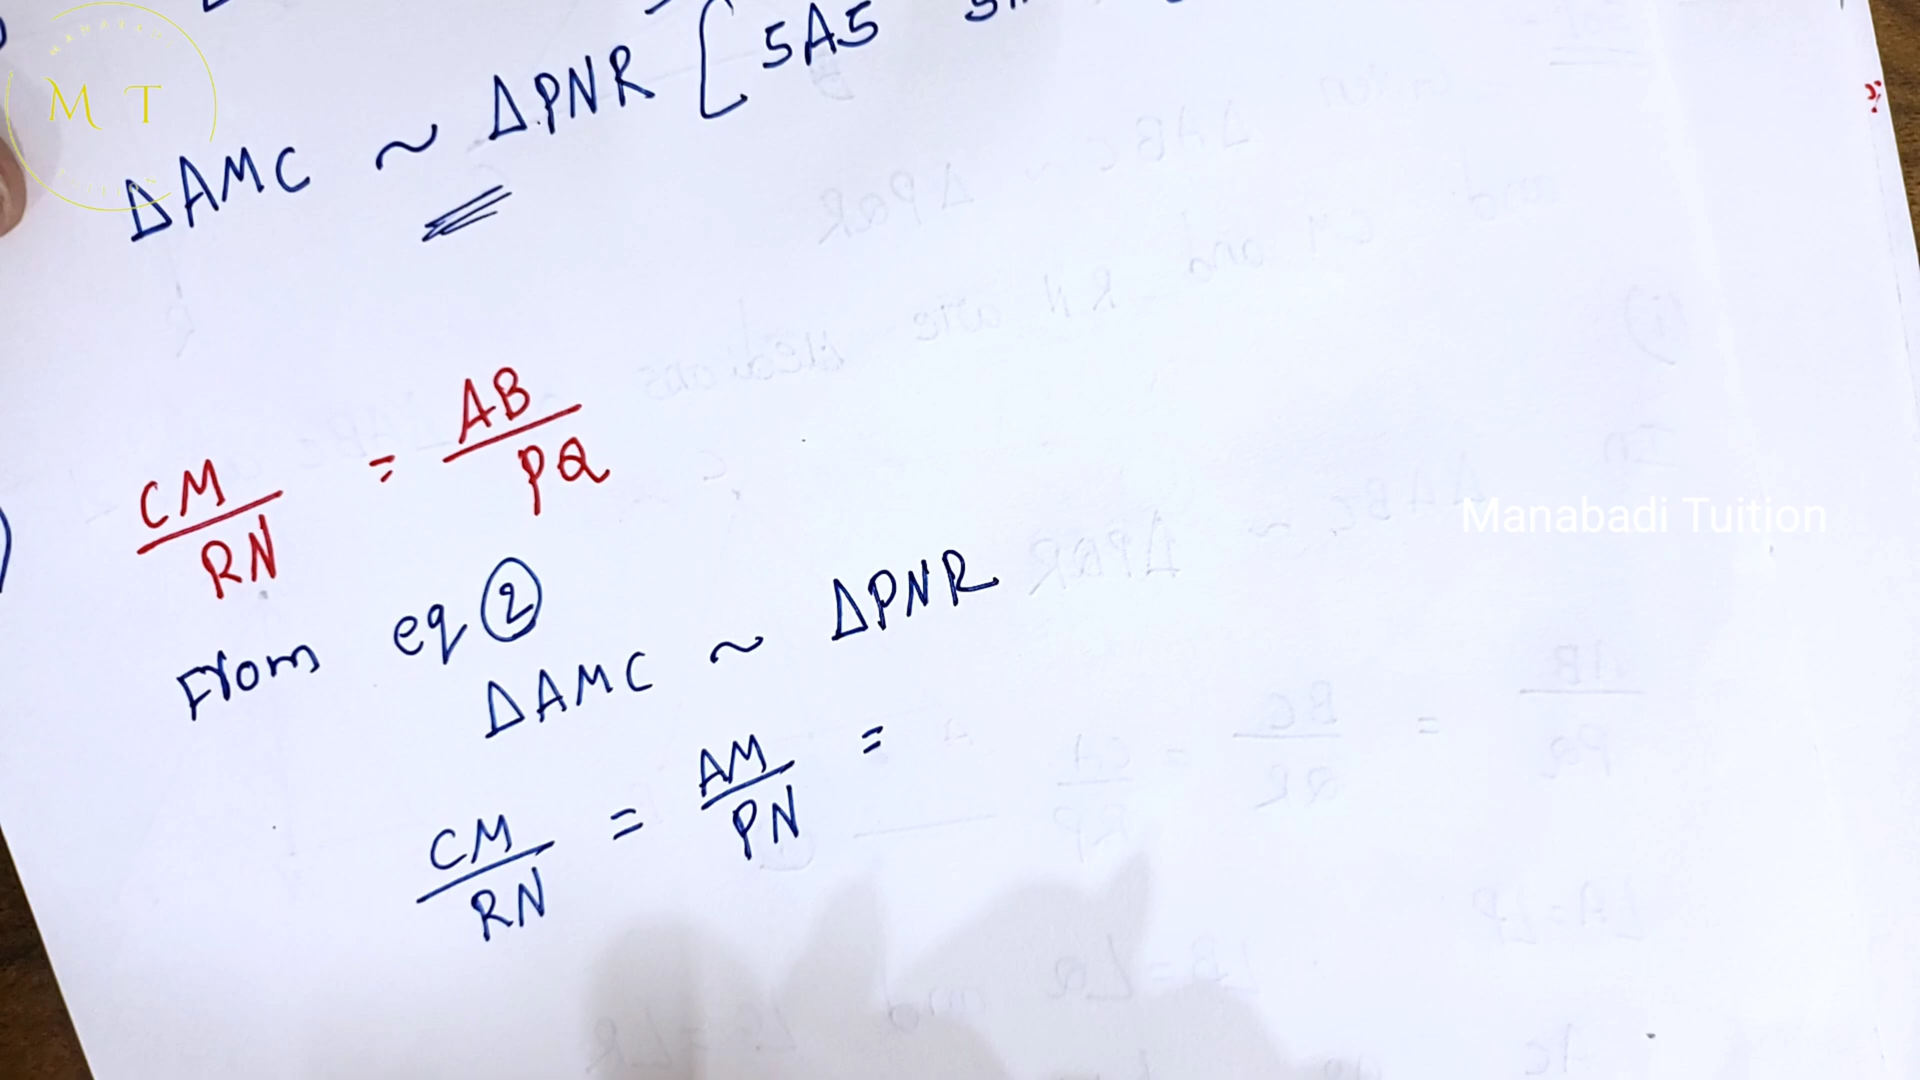 M T
ΔAMC ~ ΔPNR [SAS
CM/RN = AB/PQ
From eq ②
ΔAMC ~ ΔPNR
CM/RN = AM/PN =
Manabadi Tuition